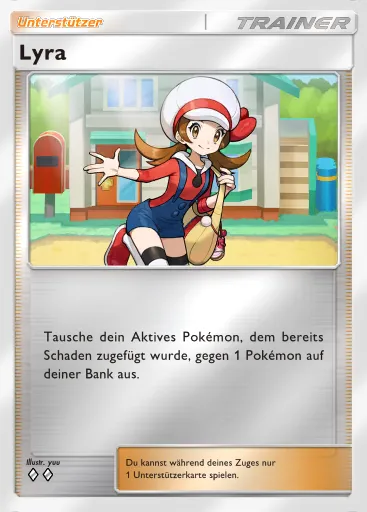 Unterstützer
TRAINER
Lyra
Tausche dein Aktives Pokémon, dem bereits
Schaden zugefügt wurde, gegen 1 Pokémon auf
deiner Bank aus.
Illustr. yuu
Du kannst während deines Zuges nur
1 Unterstützerkarte spielen.